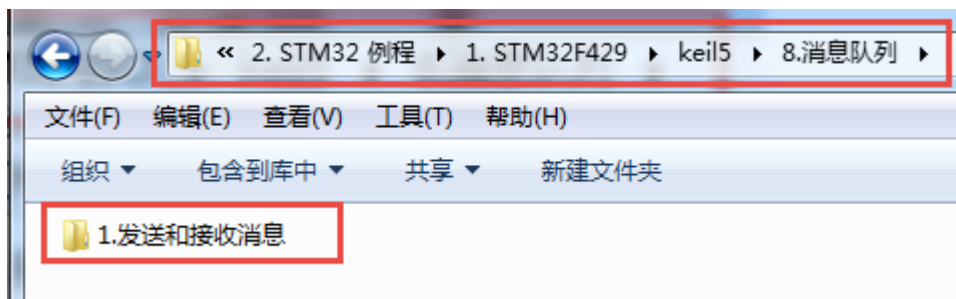 « 2. STM32 例程 ▸ 1. STM32F429 ▸ keil5 ▸ 8.消息队列 ▸
文件(F) 编辑(E) 查看(V) 工具(T) 帮助(H)
组织 ▾ 包含到库中 ▾ 共享 ▾ 新建文件夹
1.发送和接收消息